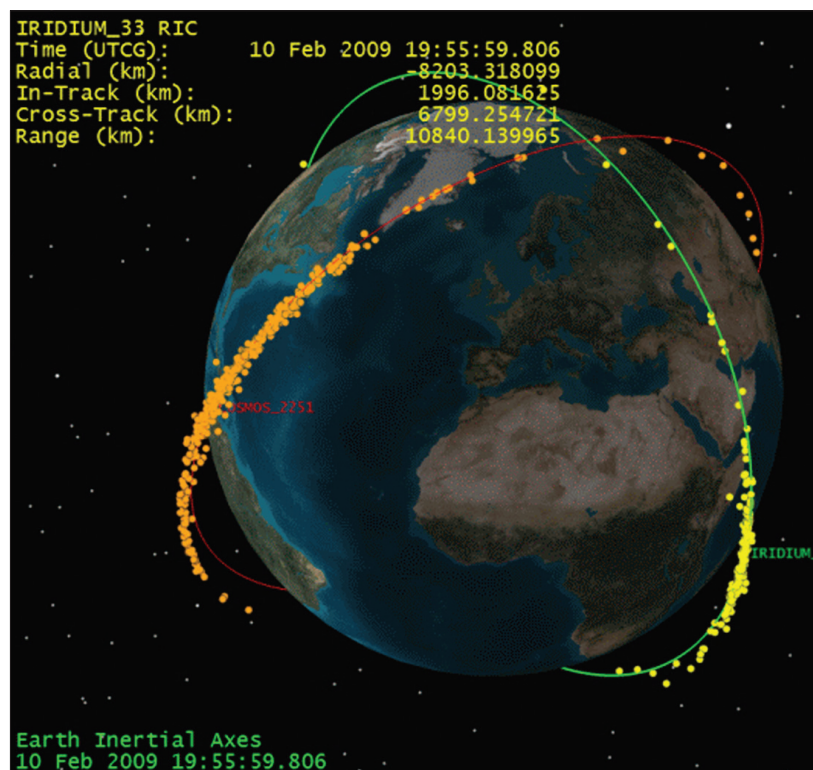 IRIDIUM_33 RIC
Time (UTCG): 10 Feb 2009 19:55:59.806
Radial (km): -8203.318099
In-Track (km): 1996.081625
Cross-Track (km): 6799.254721
Range (km): 10840.139965
OSMOS_2251
IRIDIUM_
Earth Inertial Axes
10 Feb 2009 19:55:59.806